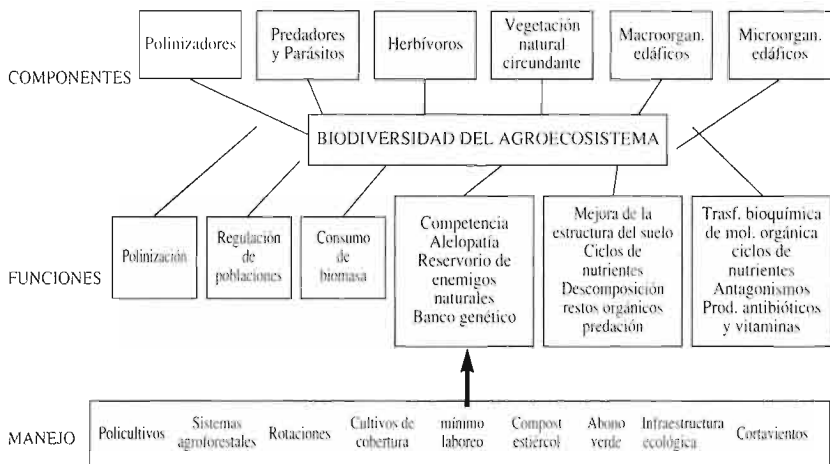 COMPONENTES
Polinizadores
Predadores
y Parásitos
Herbívoros
Vegetación
natural
circundante
Macroorgan.
edáficos
Microorgan.
edáficos
BIODIVERSIDAD DEL AGROECOSISTEMA
FUNCIONES
Polinización
Regulación
de
poblaciones
Consumo
de
biomasa
Competencia
Alelopatía
Reservorio de
enemigos
naturales
Banco genético
Mejora de la
estructura del suelo
Ciclos de
nutrientes
Descomposición
restos orgánicos
predación
Trasf. bioquímica
de mol. orgánica
ciclos de
nutrientes
Antagonismos
Prod. antibióticos
y vitaminas
MANEJO
Policultivos
Sistemas
agroforestales
Rotaciones
Cultivos de
cobertura
mínimo
laboreo
Compost
estiércol
Abono
verde
Infraestructura
ecológica
Cortavientos